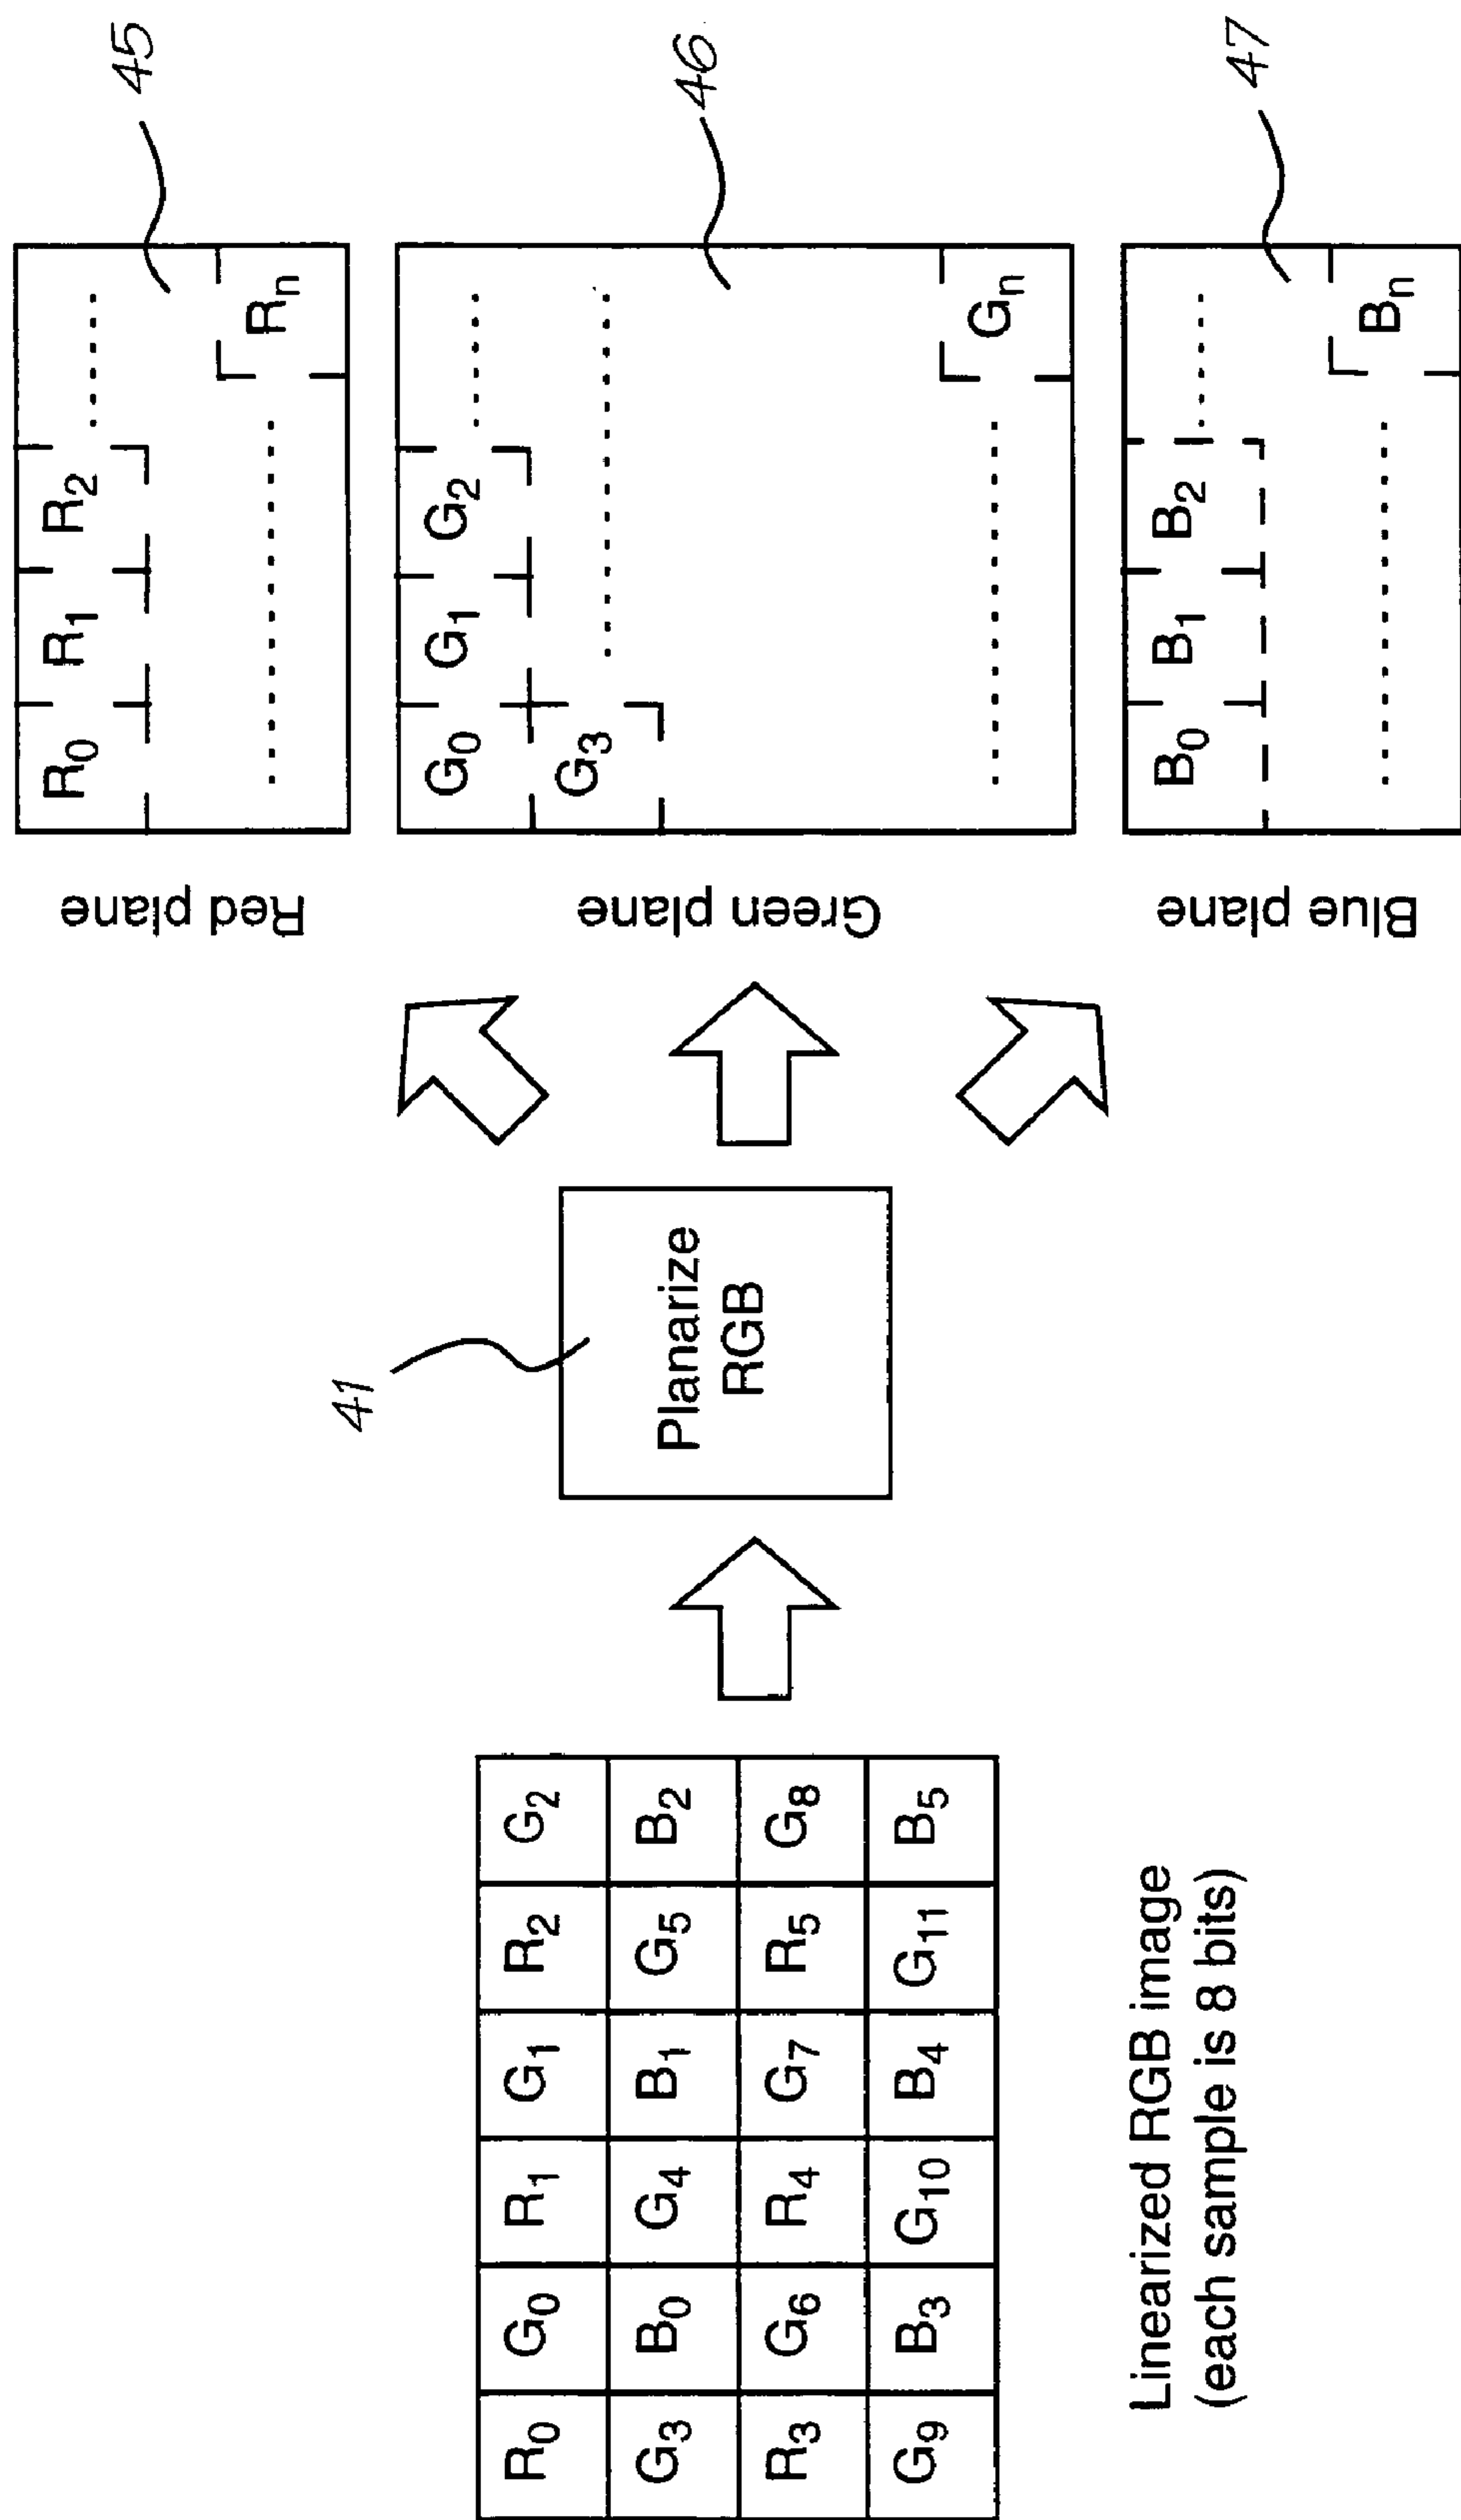 R0 G0 R1 G1 R2 G2
G3 B0 G4 B1 G5 B2
R3 G6 R4 G7 R5 G8
G9 B3 G10 B4 G11 B5
Linearized RGB image
(each sample is 8 bits)
41
Planarize
RGB
Red plane
R0 R1 R2
Rn
45
Green plane
G0 G1 G2
G3
Gn
46
Blue plane
B0 B1 B2
Bn
47